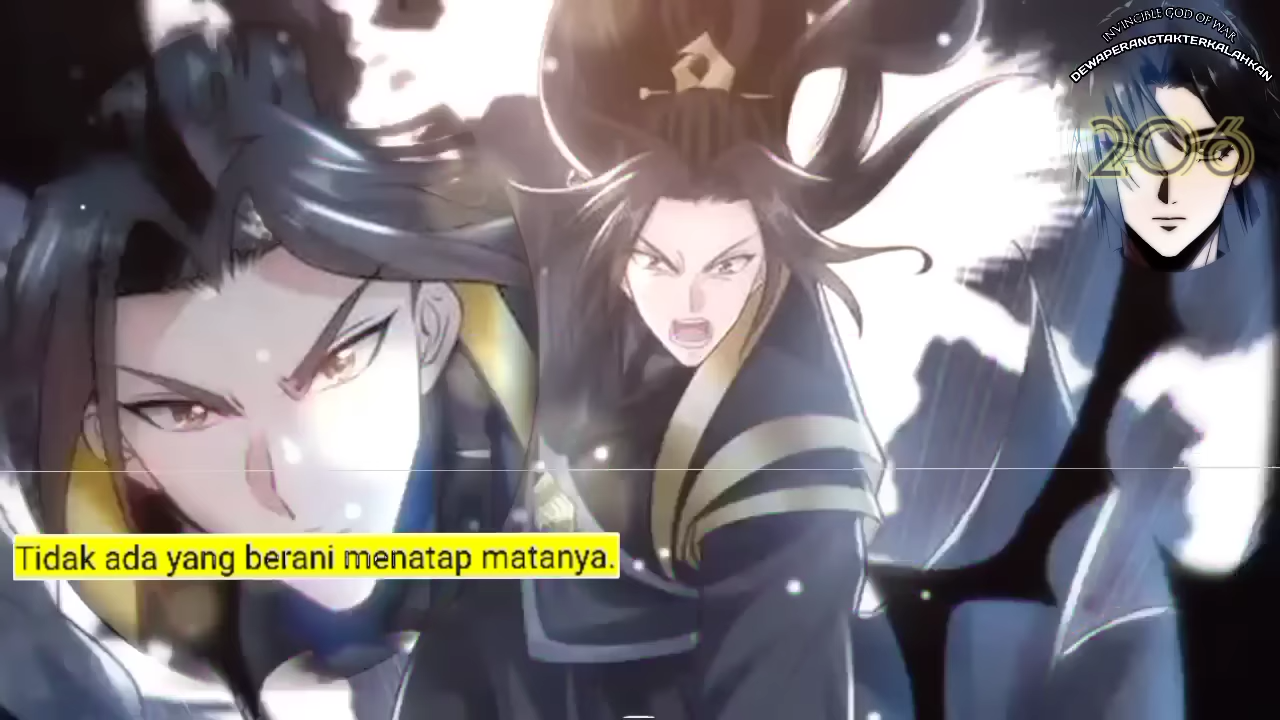 INVINCIBLE GOD OF WAR
DEWAPERANGTAKTERKALAHKAN
206
Tidak ada yang berani menatap matanya.